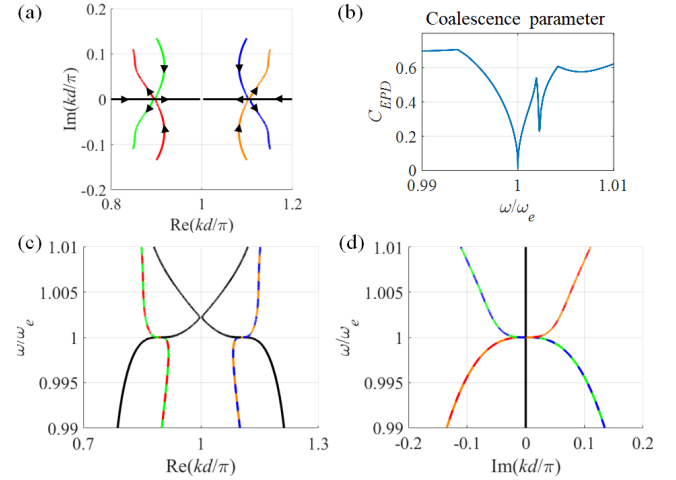 (a)
0.2
0.1
0
-0.1
-0.2
Im(kd/π)
0.8
1
1.2
Re(kd/π)
(b)
Coalescence parameter
0.6
0.4
0.2
0
C_EPD
0.99
1
1.01
ω/ω_e
(c)
1.01
1.005
1
0.995
0.99
ω/ω_e
0.7
1
1.3
Re(kd/π)
(d)
1.01
1.005
1
0.995
0.99
ω/ω_e
-0.2
-0.1
0
0.1
0.2
Im(kd/π)